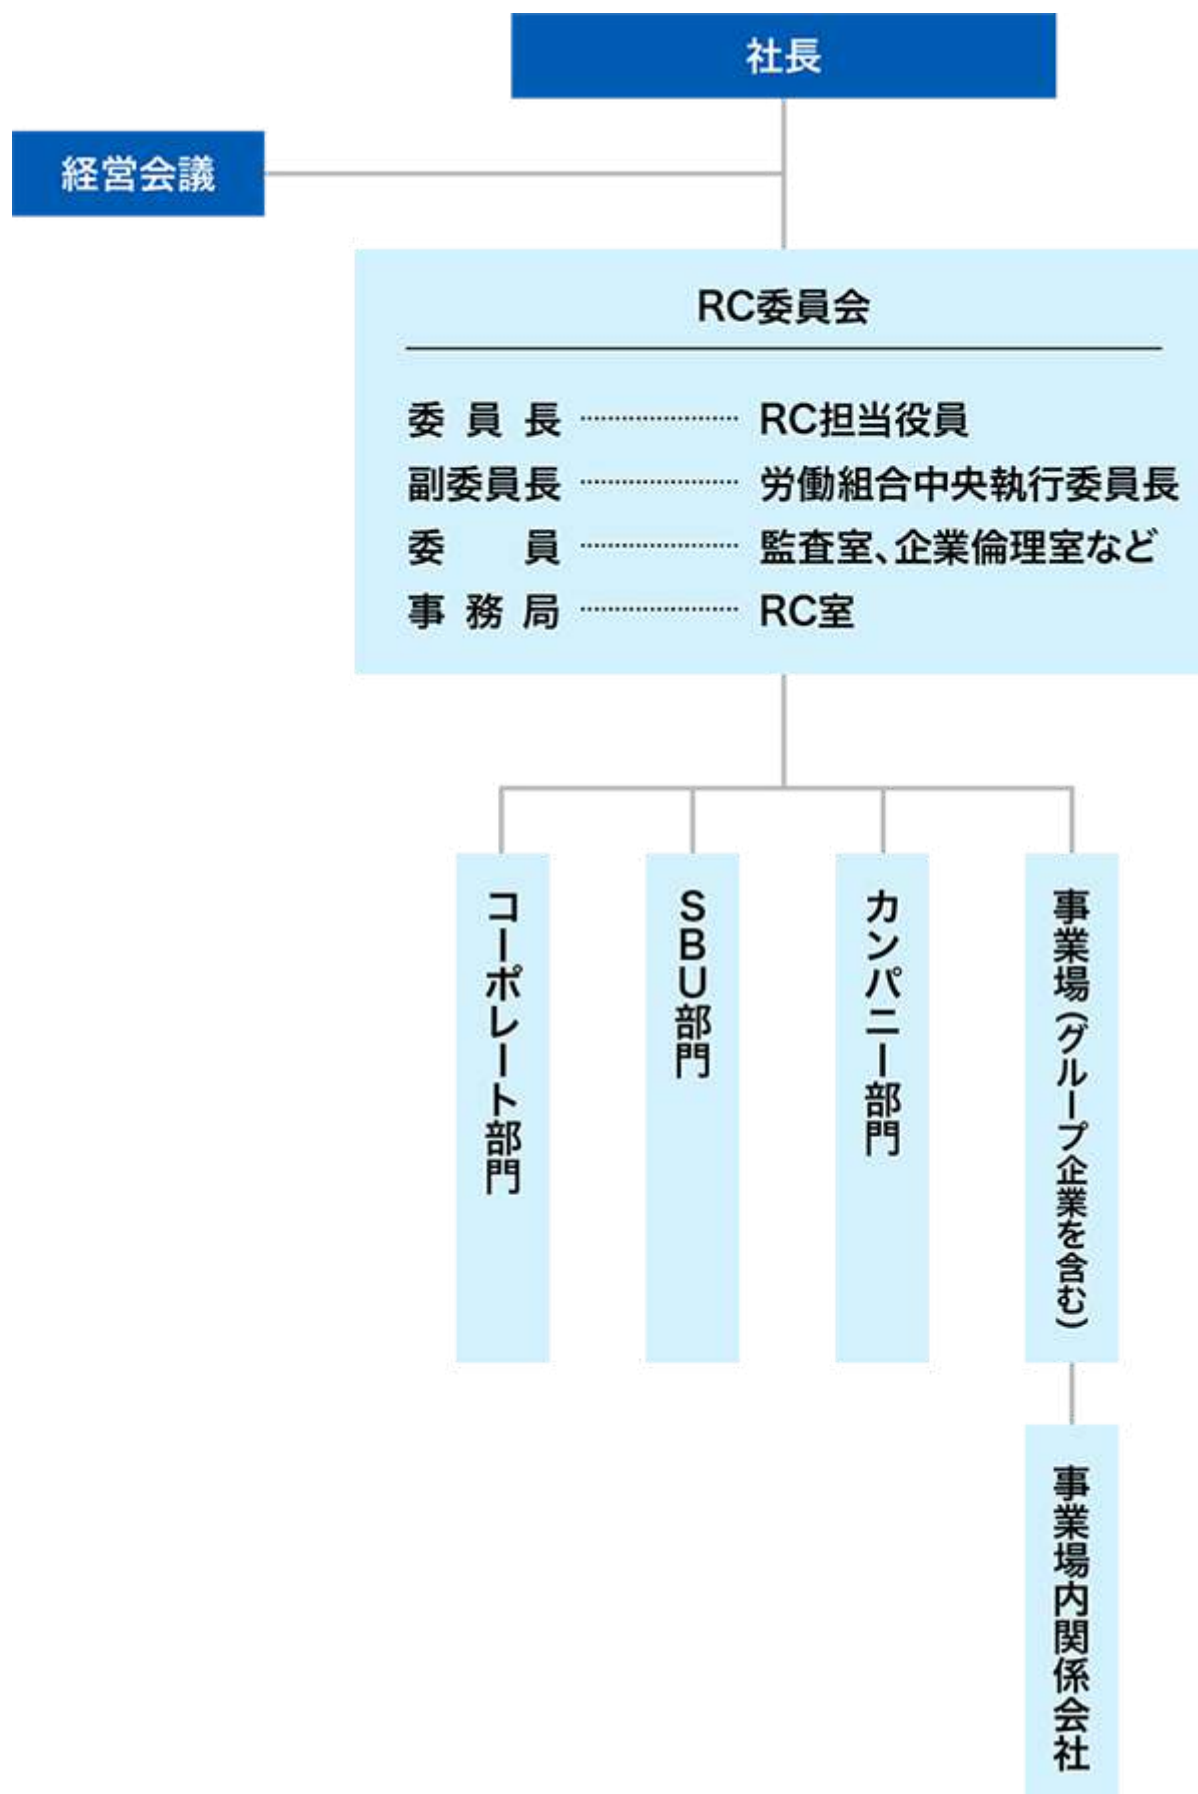 社長
経営会議
RC委員会
委員長 ………………… RC担当役員
副委員長 ………………… 労働組合中央執行委員長
委員 ………………… 監査室、企業倫理室など
事務局 ………………… RC室
コーポレート部門
SBU部門
カンパニー部門
事業場(グループ企業を含む)
事業場内関係会社